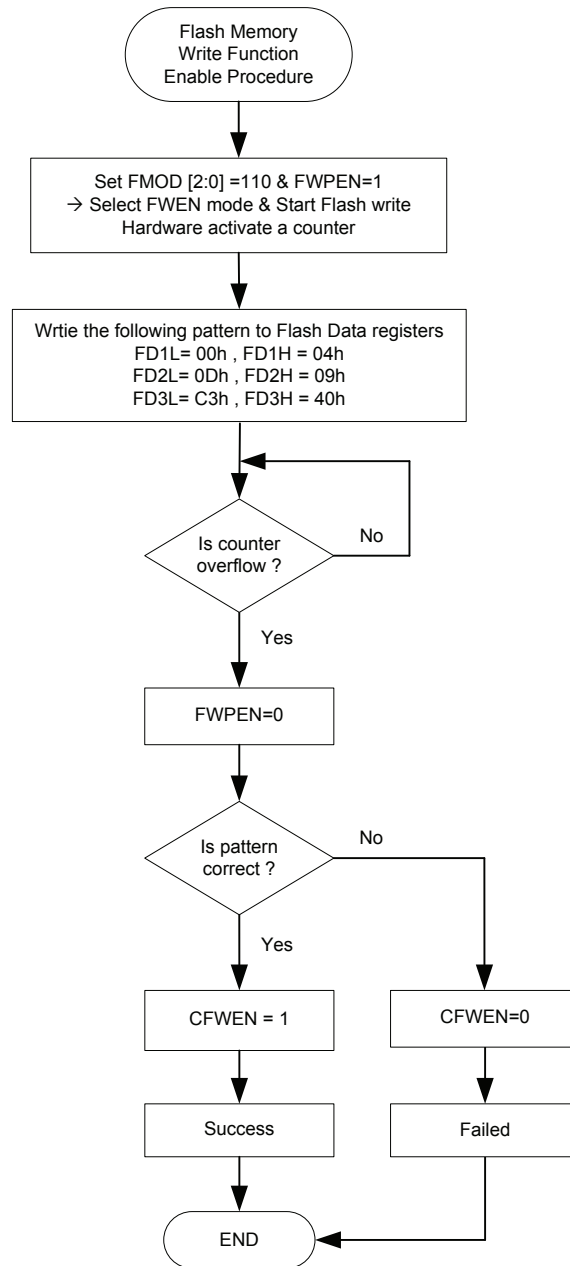 Flash Memory
Write Function
Enable Procedure
Set FMOD [2:0] =110 & FWPEN=1
→ Select FWEN mode & Start Flash write
Hardware activate a counter
Wrtie the following pattern to Flash Data registers
FD1L= 00h , FD1H = 04h
FD2L= 0Dh , FD2H = 09h
FD3L= C3h , FD3H = 40h
Is counter
overflow ?
No
Yes
FWPEN=0
Is pattern
correct ?
No
Yes
CFWEN = 1
CFWEN=0
Success
Failed
END